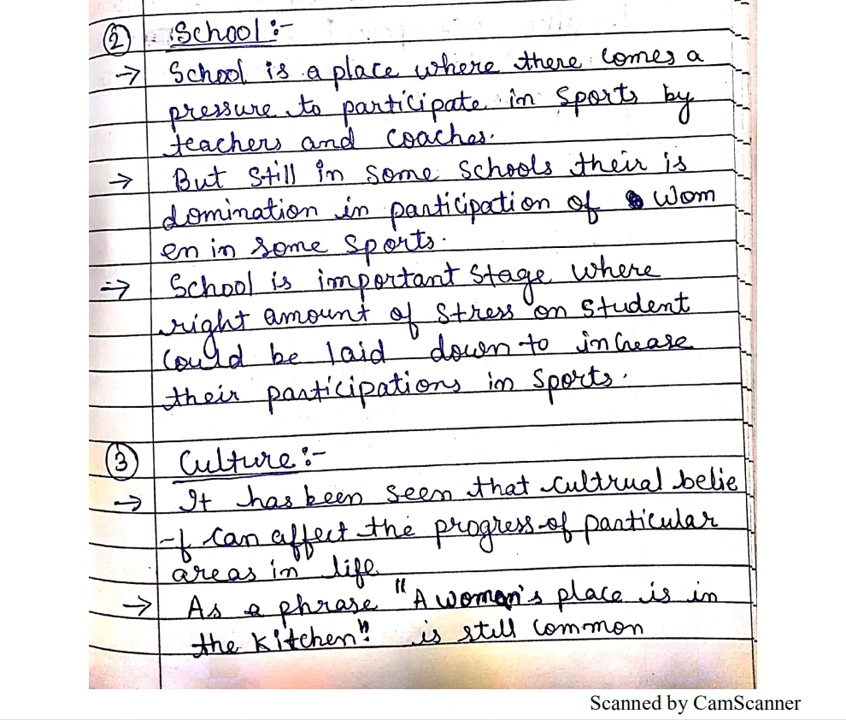 ② School :-
→ School is a place where there comes a
pressure to participate in sports by
teachers and coaches.
→ But still in some schools their is
domination in participation of wom
en in some sports.
→ School is important stage where
right amount of stress on student
could be laid down to increase
their participations in sports.
③ Culture :-
→ It has been seen that cultrual belie
-f can affect the progress of particular
areas in life
→ As a phrase "A woman's place is in
the kitchen" is still common
Scanned by CamScanner